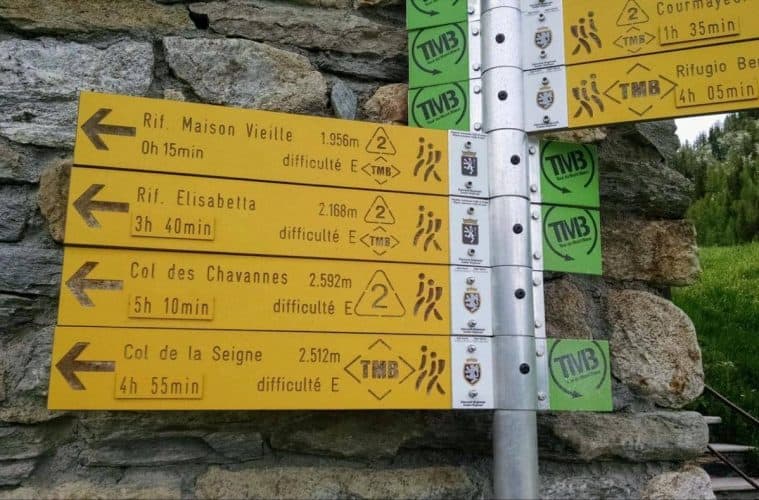 TMB
TMB
Courmayeur
2
1h 35min
TMB
Rifugio
TMB
4h 05min
Rif. Maison Vieille 1.956m 2
0h 15min difficulté E TMB
TMB
Rif. Elisabetta 2.168m 2
3h 40min difficulté E TMB
TMB
Col des Chavannes 2.592m 2
5h 10min difficulté E
Col de la Seigne 2.512m TMB
4h 55min difficulté E
TMB